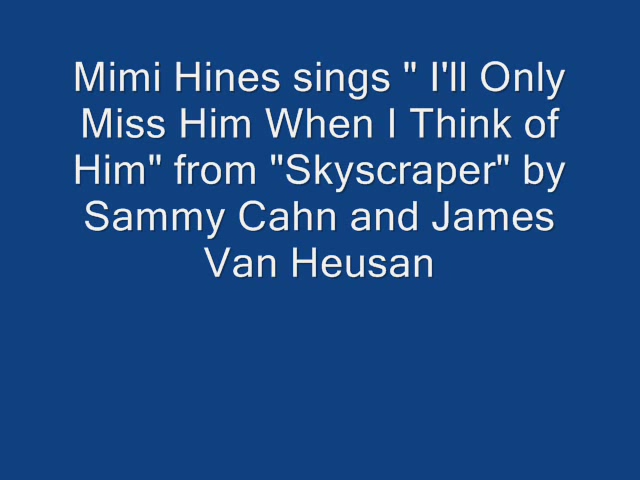 Mimi Hines sings " I'll Only
Miss Him When I Think of
Him" from "Skyscraper" by
Sammy Cahn and James
Van Heusan